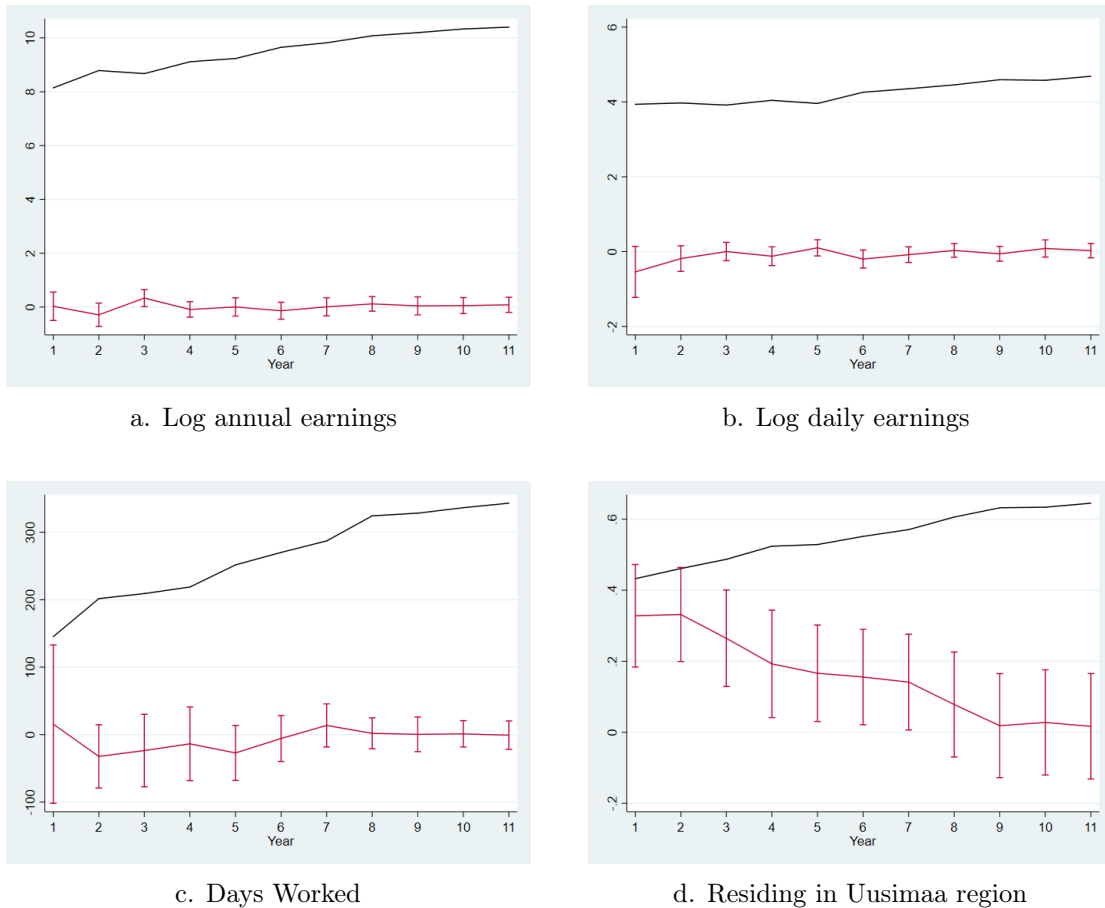 10
8
6
4
2
0
1 2 3 4 5 6 7 8 9 10 11
Year
a. Log annual earnings
6
4
2
0
-2
1 2 3 4 5 6 7 8 9 10 11
Year
b. Log daily earnings
300
200
100
0
-100
1 2 3 4 5 6 7 8 9 10 11
Year
c. Days Worked
.6
.4
.2
0
-.2
1 2 3 4 5 6 7 8 9 10 11
Year
d. Residing in Uusimaa region